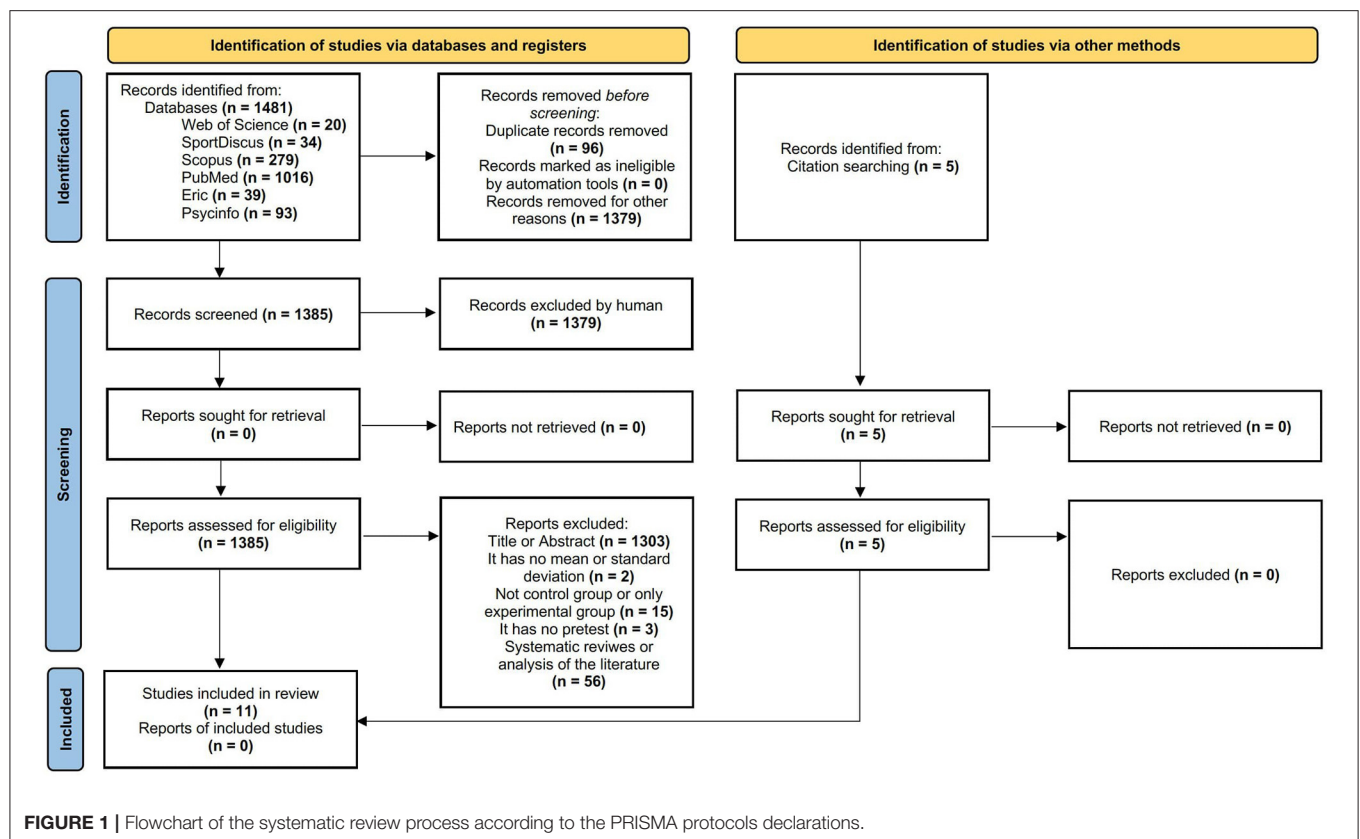 Identification of studies via databases and registers
Identification of studies via other methods
Identification
Records identified from:
Databases (n = 1481)
Web of Science (n = 20)
SportDiscus (n = 34)
Scopus (n = 279)
PubMed (n = 1016)
Eric (n = 39)
Psycinfo (n = 93)
Records removed before
screening:
Duplicate records removed
(n = 96)
Records marked as ineligible
by automation tools (n = 0)
Records removed for other
reasons (n = 1379)
Records identified from:
Citation searching (n = 5)
Screening
Records screened (n = 1385)
Records excluded by human
(n = 1379)
Reports sought for retrieval
(n = 0)
Reports not retrieved (n = 0)
Reports sought for retrieval
(n = 5)
Reports not retrieved (n = 0)
Reports assessed for eligibility
(n = 1385)
Reports excluded:
Title or Abstract (n = 1303)
It has no mean or standard
deviation (n = 2)
Not control group or only
experimental group (n = 15)
It has no pretest (n = 3)
Systematic reviwes or
analysis of the literature
(n = 56)
Reports assessed for eligibility
(n = 5)
Reports excluded (n = 0)
Included
Studies included in review
(n = 11)
Reports of included studies
(n = 0)
FIGURE 1 | Flowchart of the systematic review process according to the PRISMA protocols declarations.